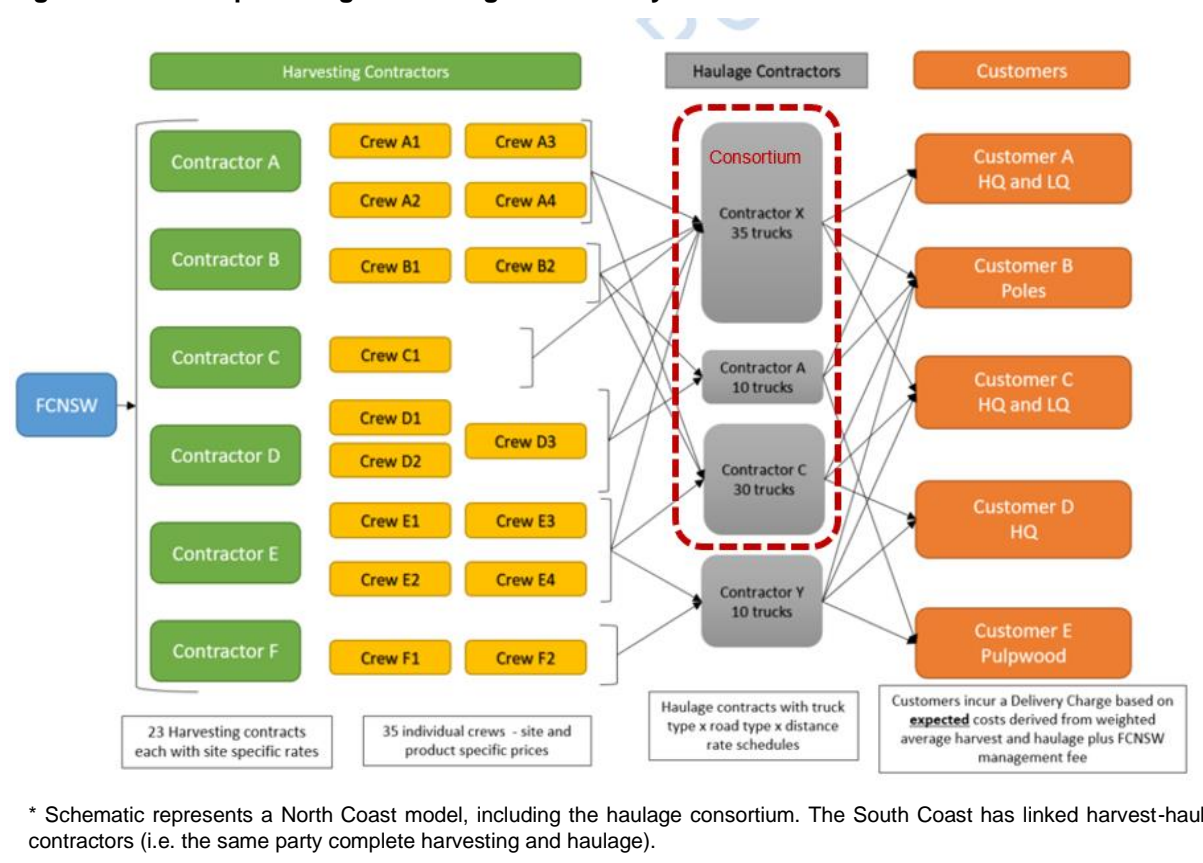 Harvesting Contractors
Haulage Contractors
Customers
FCNSW
Contractor A
Crew A1
Crew A3
Crew A2
Crew A4
Contractor B
Crew B1
Crew B2
Contractor C
Crew C1
Contractor D
Crew D1
Crew D2
Crew D3
Contractor E
Crew E1
Crew E3
Crew E2
Crew E4
Contractor F
Crew F1
Crew F2
Consortium
Contractor X
35 trucks
Contractor A
10 trucks
Contractor C
30 trucks
Contractor Y
10 trucks
Customer A
HQ and LQ
Customer B
Poles
Customer C
HQ and LQ
Customer D
HQ
Customer E
Pulpwood
23 Harvesting contracts
each with site specific rates
35 individual crews - site and
product specific prices
Haulage contracts with truck
type x road type x distance
rate schedules
Customers incur a Delivery Charge based on
expected costs derived from weighted
average harvest and haulage plus FCNSW
management fee
* Schematic represents a North Coast model, including the haulage consortium. The South Coast has linked harvest-haul
contractors (i.e. the same party complete harvesting and haulage).